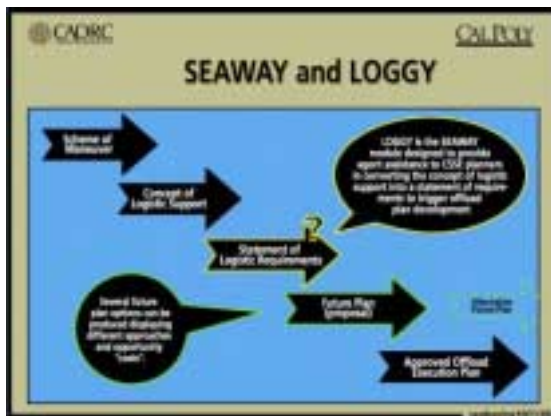 CADRC
CAL POLY
SEAWAY and LOGGY
Scheme of
Maneuver
Concept of
Logistic Support
Statement of
Logistic Requirements
?
LOGGY is the SEAWAY
module designed to provide
agent assistance to CSSE planners
in converting the concept of logistic
support into a statement of require-
ments to trigger offload
plan development
Several future
plan options can be
produced displaying
different approaches
and opportunity
"costs".
Future Plan
(proposal)
Approved Offload
Execution Plan